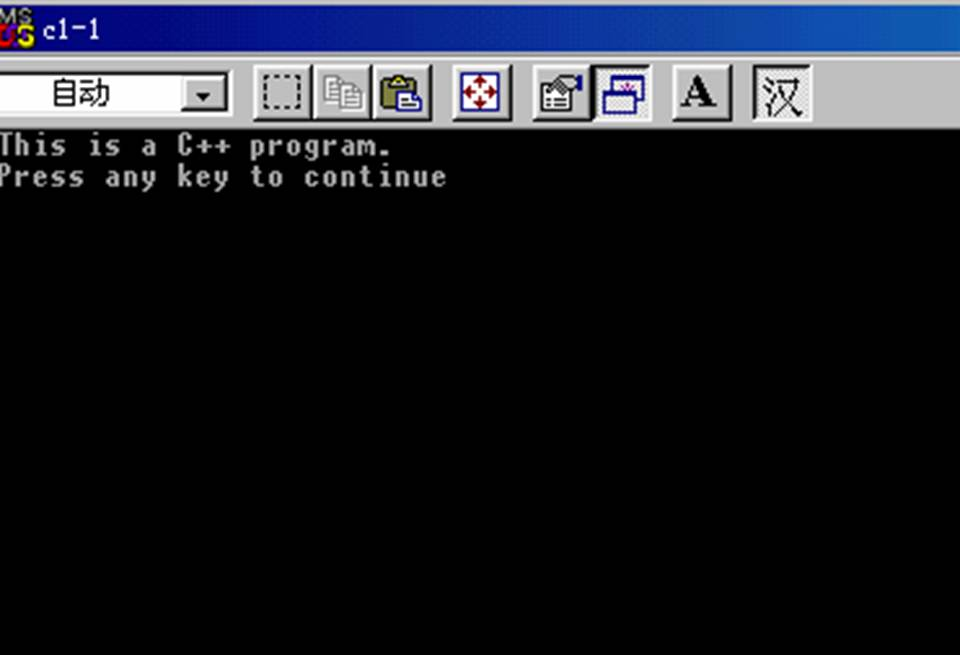 MS
DOS
c1-1
自动
A
汉
This is a C++ program.
Press any key to continue